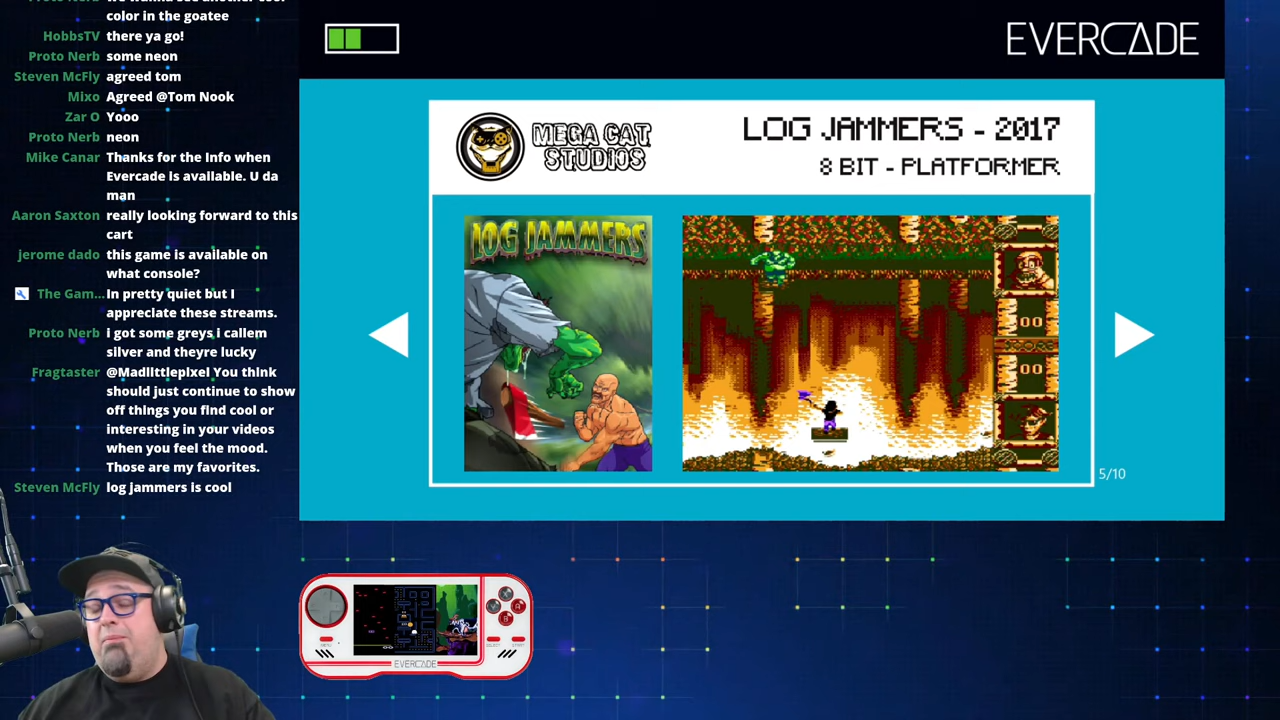 color in the goatee
HobbsTV there ya go!
Proto Nerb some neon
Steven McFly agreed tom
Mixo Agreed @Tom Nook
Zar O Yooo
Proto Nerb neon
Mike Canar Thanks for the Info when
Evercade is available. U da
man
Aaron Saxton really looking forward to this
cart
jerome dado this game is available on
what console?
The Gam... In pretty quiet but I
appreciate these streams.
Proto Nerb i got some greys i callem
silver and theyre lucky
Fragtaster @Madlittlepixel You think
should just continue to show
off things you find cool or
interesting in your videos
when you feel the mood.
Those are my favorites.
Steven McFly log jammers is cool
EVERCADE
MEGA CAT
STUDIOS
LOG JAMMERS - 2017
8 BIT - PLATFORMER
LOG JAMMERS
00
SCORE
00
5/10
MENU
SELECT
START
X
Y
A
B
EVERCADE